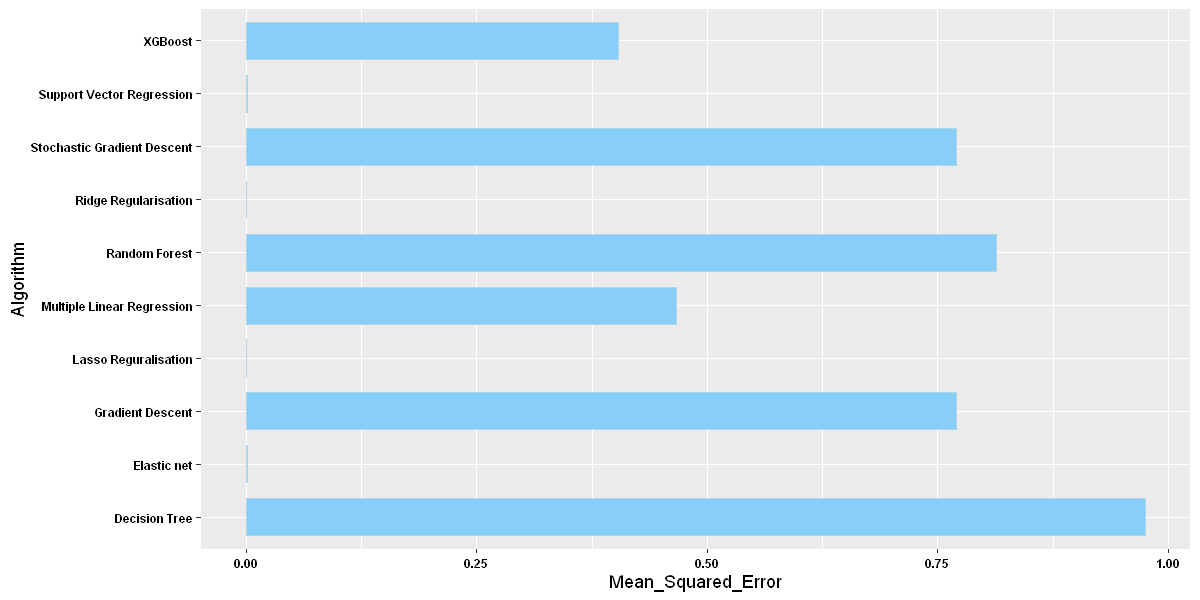 XGBoost
Support Vector Regression
Stochastic Gradient Descent
Ridge Regularisation
Random Forest
Multiple Linear Regression
Lasso Reguralisation
Gradient Descent
Elastic net
Decision Tree
Algorithm
0.00 0.25 0.50 0.75 1.00
Mean_Squared_Error